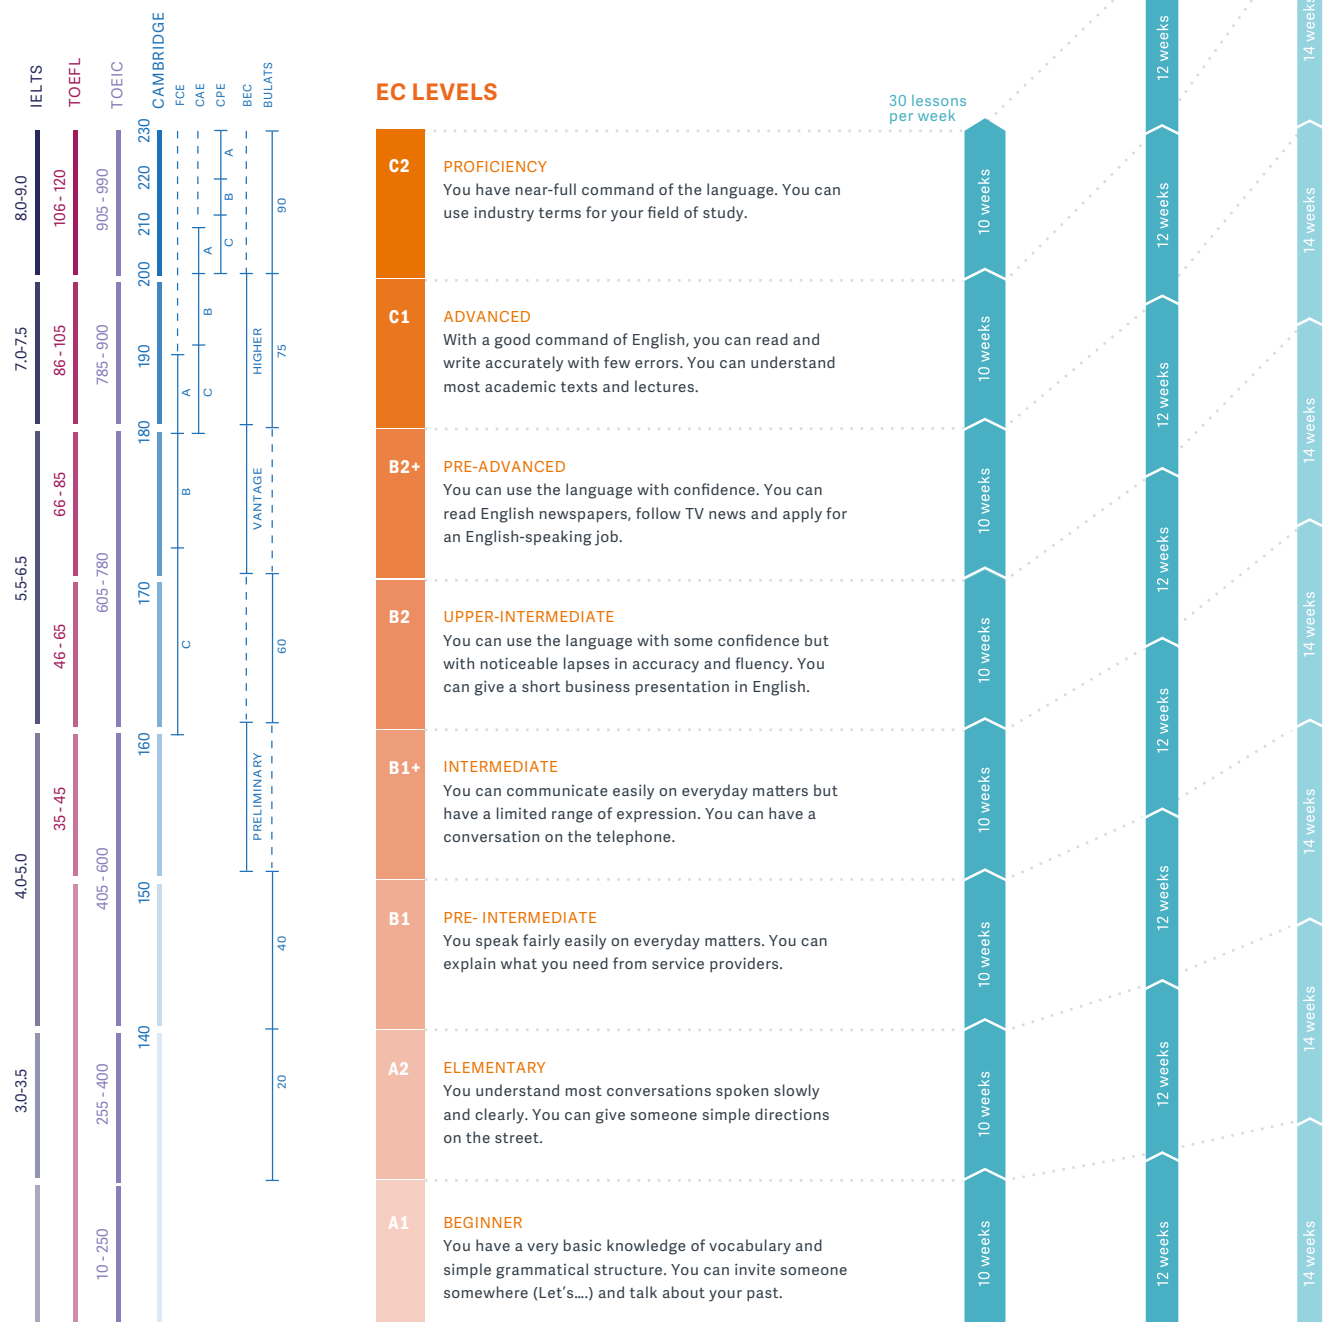 IELTS
TOEFL
TOEIC
CAMBRIDGE
FCE
CAE
CPE
BEC
BULATS
8.0-9.0
7.0-7.5
5.5-6.5
4.0-5.0
3.0-3.5
106 - 120
86 - 105
66 - 85
46 - 65
35 - 45
905 - 990
785 - 900
605 - 780
405 - 600
255 - 400
10 - 250
230
220
210
200
190
180
170
160
150
140
A
B
C
A
B
C
A
B
C
HIGHER
VANTAGE
PRELIMINARY
90
75
60
40
20
EC LEVELS
C2
PROFICIENCY
You have near-full command of the language. You can
use industry terms for your field of study.
C1
ADVANCED
With a good command of English, you can read and
write accurately with few errors. You can understand
most academic texts and lectures.
B2+
PRE-ADVANCED
You can use the language with confidence. You can
read English newspapers, follow TV news and apply for
an English-speaking job.
B2
UPPER-INTERMEDIATE
You can use the language with some confidence but
with noticeable lapses in accuracy and fluency. You
can give a short business presentation in English.
B1+
INTERMEDIATE
You can communicate easily on everyday matters but
have a limited range of expression. You can have a
conversation on the telephone.
B1
PRE- INTERMEDIATE
You speak fairly easily on everyday matters. You can
explain what you need from service providers.
A2
ELEMENTARY
You understand most conversations spoken slowly
and clearly. You can give someone simple directions
on the street.
A1
BEGINNER
You have a very basic knowledge of vocabulary and
simple grammatical structure. You can invite someone
somewhere (Let's....) and talk about your past.
30 lessons
per week
10 weeks
10 weeks
10 weeks
10 weeks
10 weeks
10 weeks
10 weeks
10 weeks
12 weeks
12 weeks
12 weeks
12 weeks
12 weeks
12 weeks
12 weeks
12 weeks
14 weeks
14 weeks
14 weeks
14 weeks
14 weeks
14 weeks
14 weeks